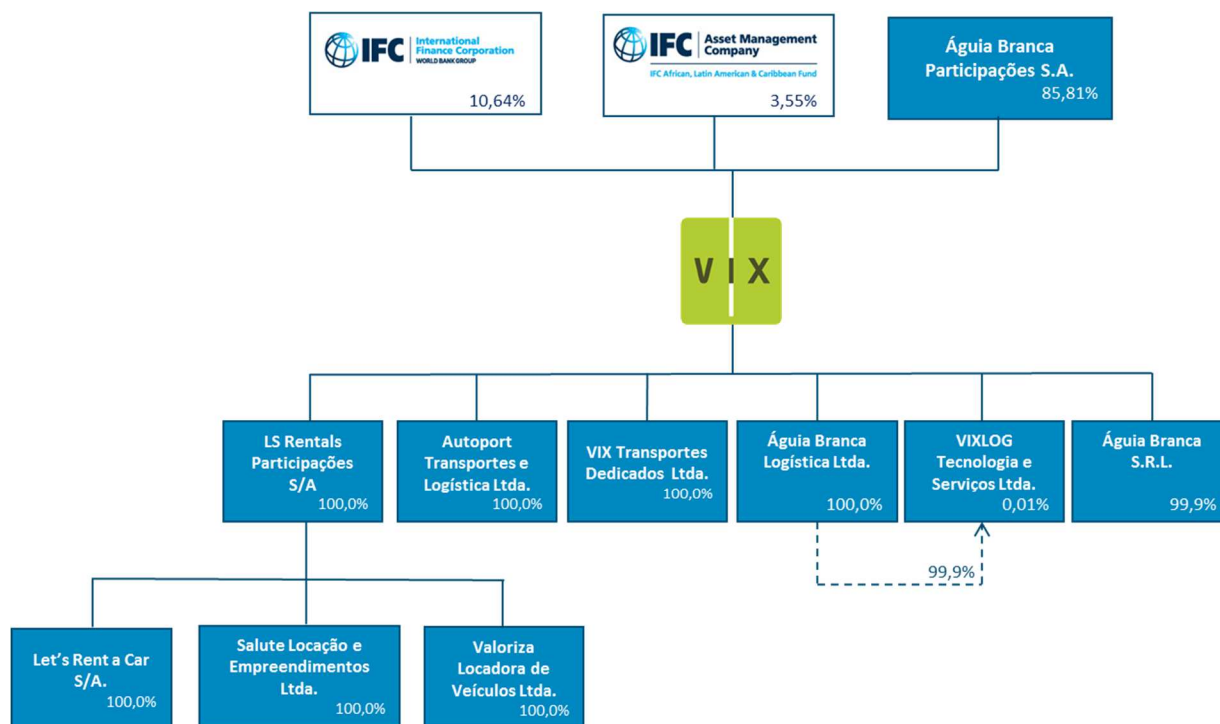 IFC
International
Finance Corporation
WORLD BANK GROUP
10,64%
IFC
Asset Management
Company
IFC African, Latin American & Caribbean Fund
3,55%
Águia Branca
Participações S.A.
85,81%
VIX
LS Rentals
Participações
S/A
100,0%
Autoport
Transportes e
Logística Ltda.
100,0%
VIX Transportes
Dedicados Ltda.
100,0%
Águia Branca
Logística Ltda.
100,0%
VIXLOG
Tecnologia e
Serviços Ltda.
0,01%
Águia Branca
S.R.L.
99,9%
99,9%
Let's Rent a Car
S/A.
100,0%
Salute Locação e
Empreendimentos
Ltda.
100,0%
Valoriza
Locadora de
Veículos Ltda.
100,0%